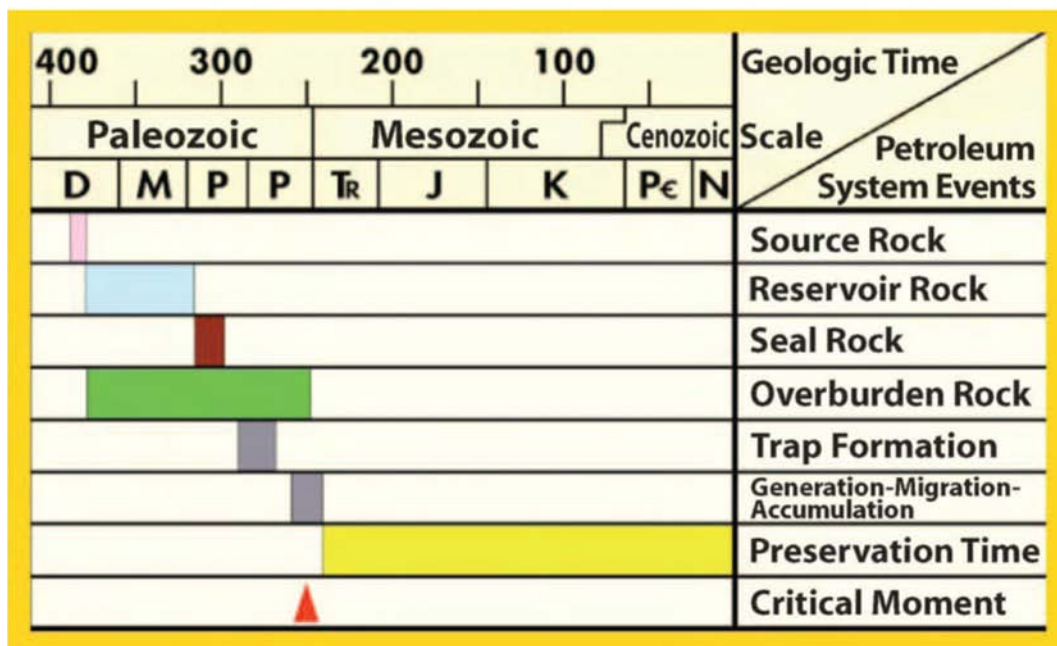 400 300 200 100
Geologic Time
Scale
Petroleum
System Events
Paleozoic Mesozoic Cenozoic
D M P P TR J K P€ N
Source Rock
Reservoir Rock
Seal Rock
Overburden Rock
Trap Formation
Generation-Migration-
Accumulation
Preservation Time
Critical Moment